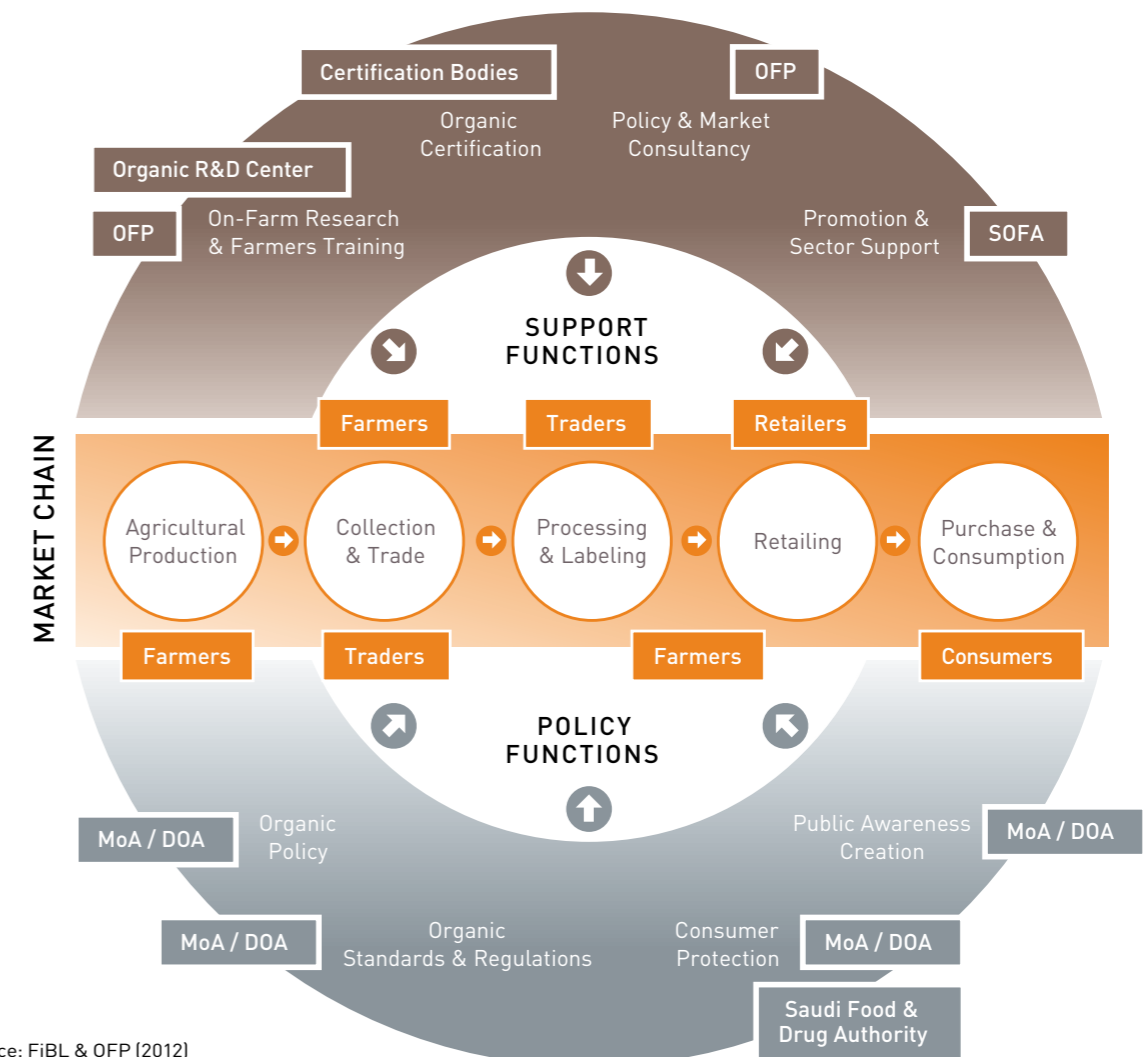 Certification Bodies
OFP
Organic
Certification
Policy & Market
Consultancy
Organic R&D Center
OFP
On-Farm Research
& Farmers Training
Promotion &
Sector Support
SOFA
SUPPORT
FUNCTIONS
Farmers
Traders
Retailers
MARKET CHAIN
Agricultural
Production
Collection
& Trade
Processing
& Labeling
Retailing
Purchase &
Consumption
Farmers
Traders
Farmers
Consumers
POLICY
FUNCTIONS
MoA / DOA
Organic
Policy
Public Awareness
Creation
MoA / DOA
MoA / DOA
Organic
Standards & Regulations
Consumer
Protection
MoA / DOA
Saudi Food &
Drug Authority
ce: FiBL & OFP (2012)